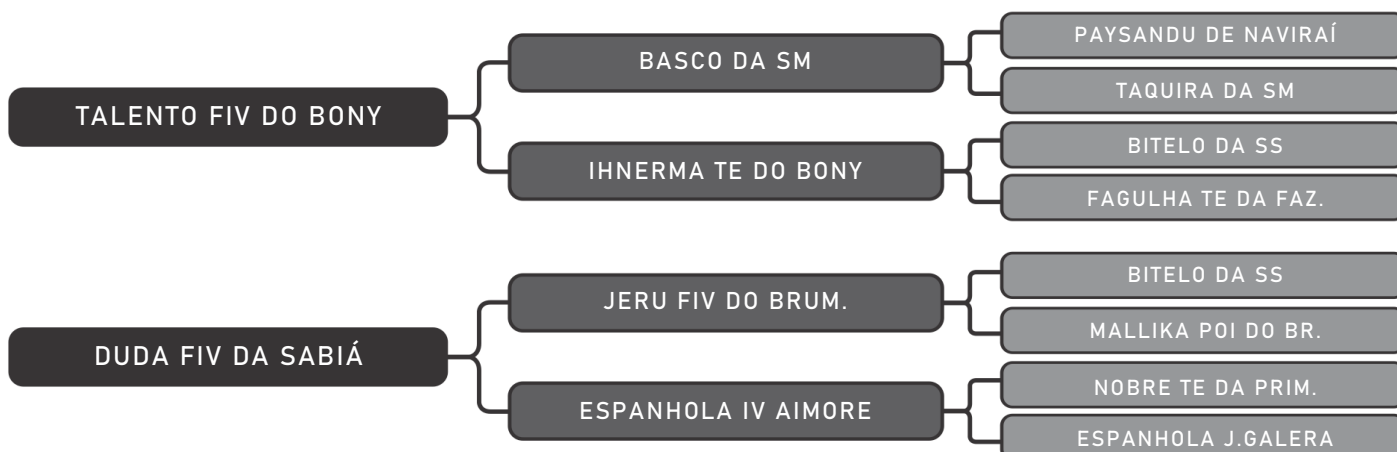 TALENTO FIV DO BONY
BASCO DA SM
PAYSANDU DE NAVIRAÍ
TAQUIRA DA SM
IHNERMA TE DO BONY
BITELO DA SS
FAGULHA TE DA FAZ.
DUDA FIV DA SABIÁ
JERU FIV DO BRUM.
BITELO DA SS
MALLIKA POI DO BR.
ESPANHOLA IV AIMORE
NOBRE TE DA PRIM.
ESPANHOLA J.GALERA